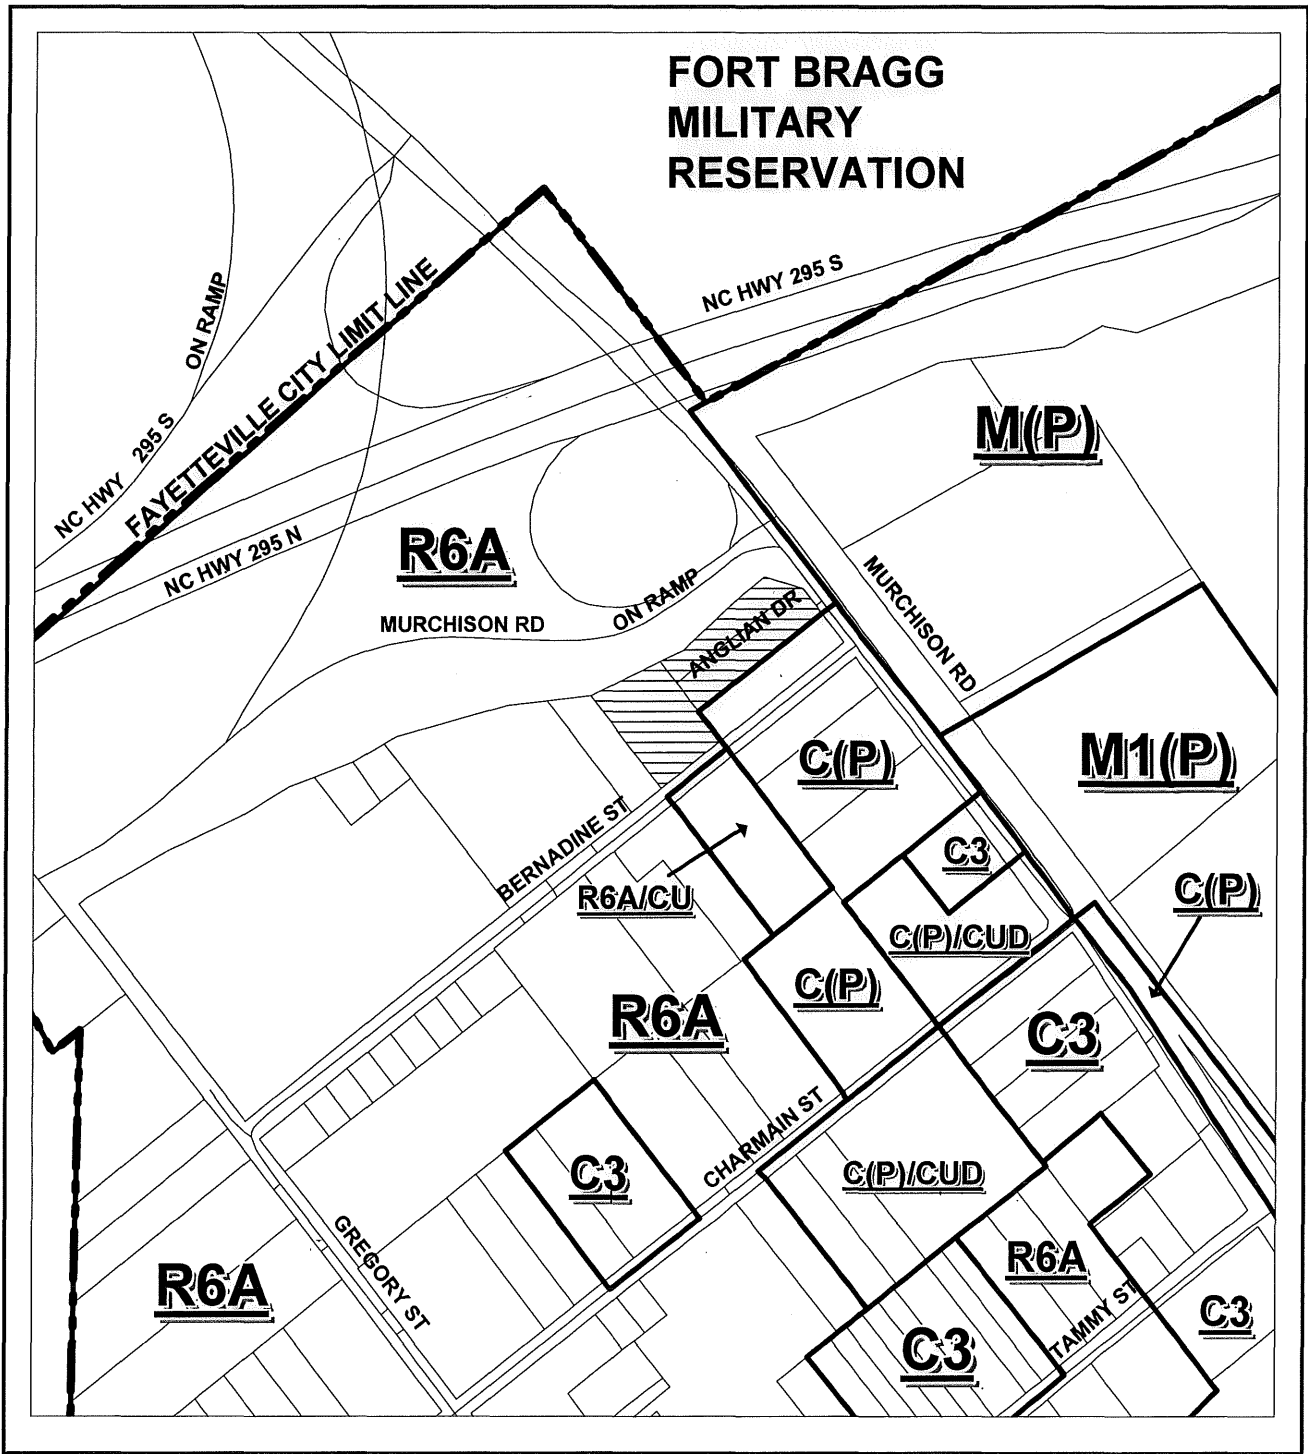 FORT BRAGG
MILITARY
RESERVATION
ON RAMP
FAYETTEVILLE CITY LIMIT LINE
NC HWY 295 S
NC HWY 295 S
NC HWY 295 N
M(P)
R6A
MURCHISON RD
ON RAMP
ANGLIAN DR
MURCHISON RD
C(P)
M1(P)
BERNADINE ST
C3
R6A/CU
C(P)
C(P)/CUD
C(P)
R6A
C3
CHARMAIN ST
C3
C(P)/CUD
GREGORY ST
R6A
R6A
TAMMY ST
C3
C3